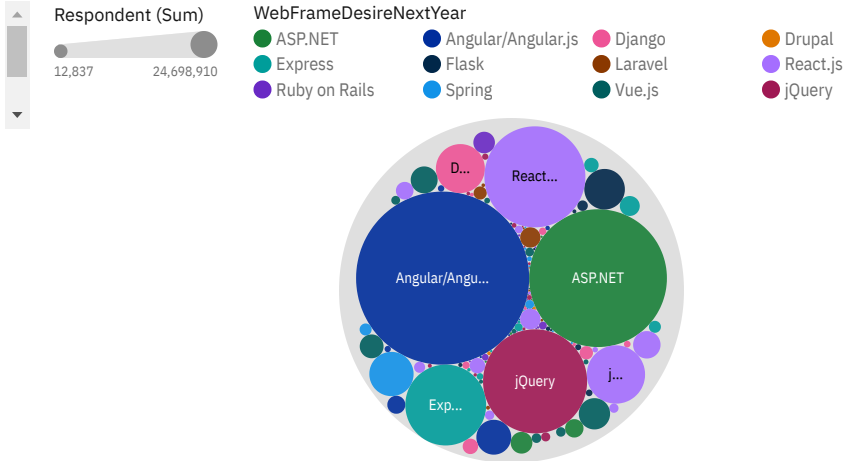 Respondent (Sum)
12,837 24,698,910
WebFrameDesireNextYear
ASP.NET Angular/Angular.js Django Drupal
Express Flask Laravel React.js
Ruby on Rails Spring Vue.js jQuery
D...
React...
Angular/Angu...
ASP.NET
jQuery
j...
Exp...